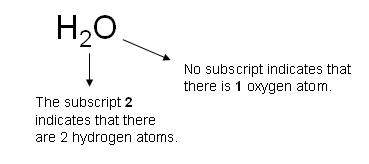 H₂O
No subscript indicates that
there is 1 oxygen atom.
The subscript 2
indicates that there
are 2 hydrogen atoms.